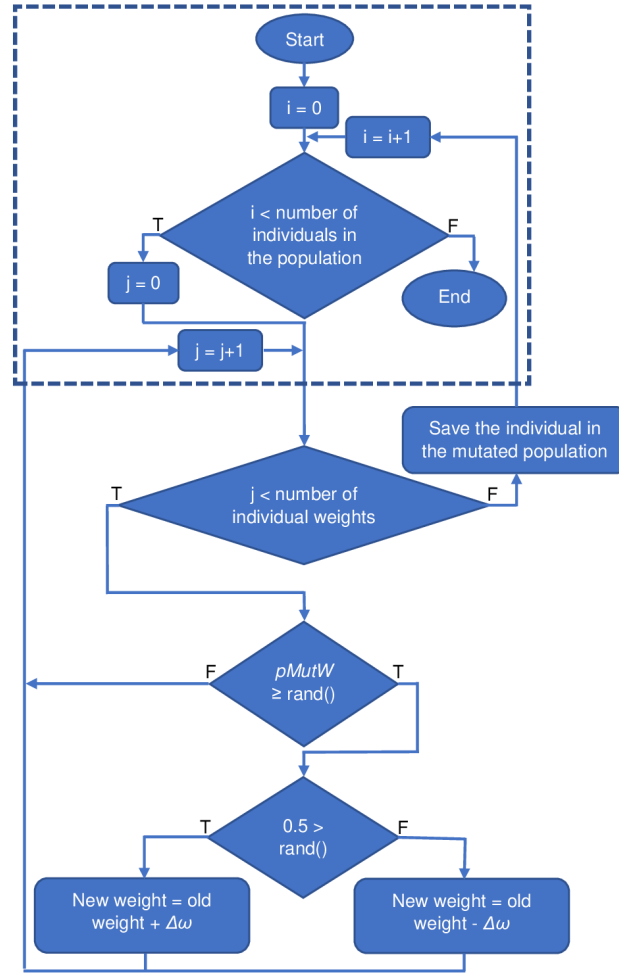 Start
i = 0
i = i+1
i < number of
individuals in
the population
T
F
j = 0
End
j = j+1
Save the individual in
the mutated population
j < number of
individual weights
T
F
pMutW
≥ rand()
F
T
0.5 >
rand()
T
F
New weight = old
weight + Δω
New weight = old
weight - Δω